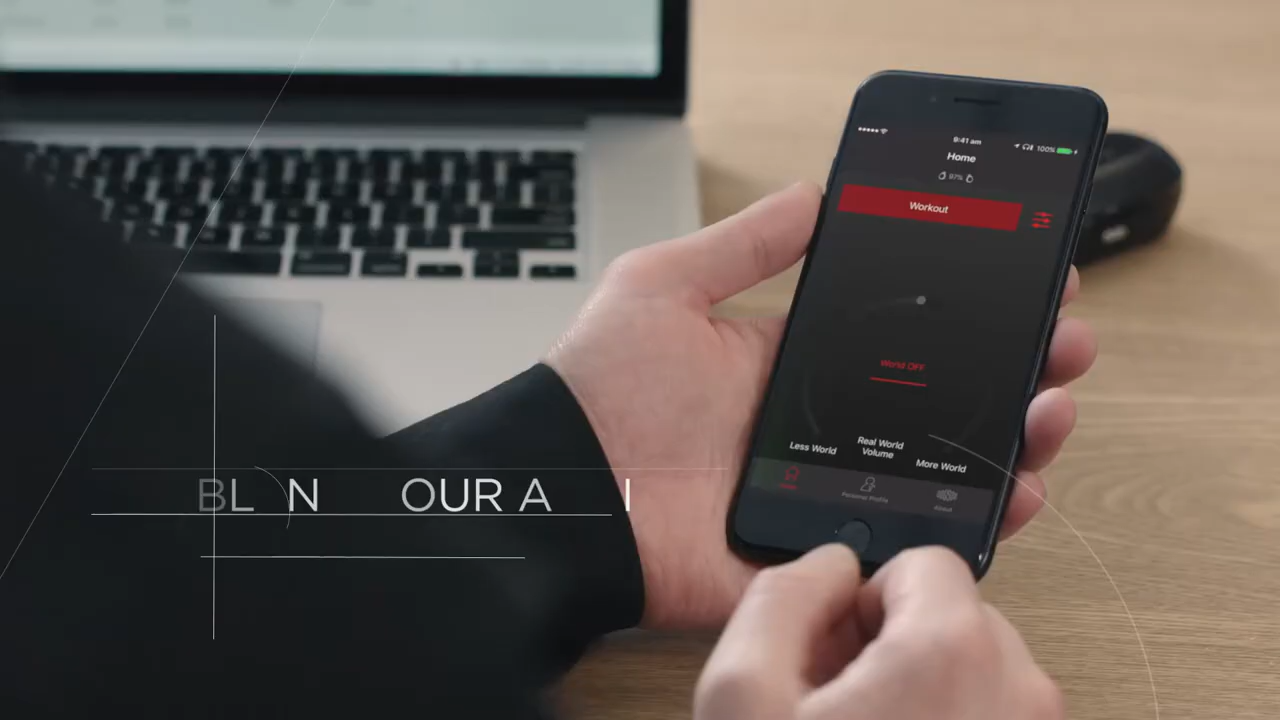 9:41 am
100%
Home
97%
Workout
World OFF
Less World
Real World
Volume
More World
Home
Personal Profile
About
BL N OUR A I